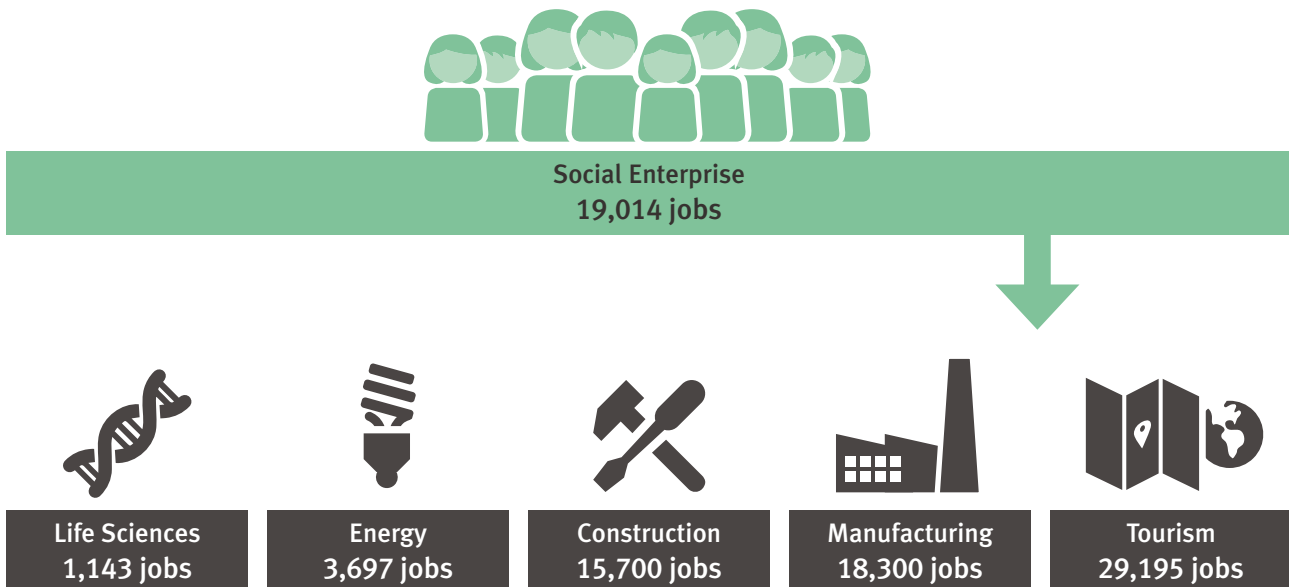 Social Enterprise
19,014 jobs
Life Sciences
1,143 jobs
Energy
3,697 jobs
Construction
15,700 jobs
Manufacturing
18,300 jobs
Tourism
29,195 jobs